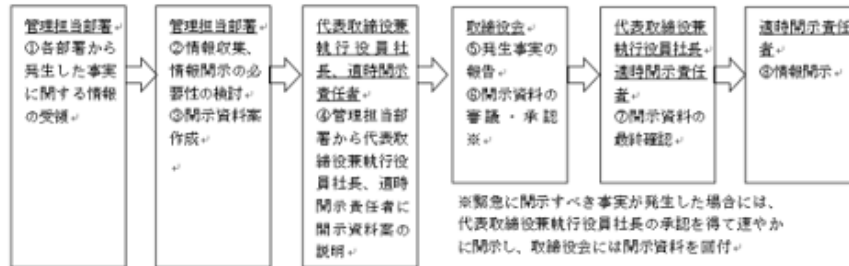 管理担当部署
①各部署から
発生した事実
に関する情報
の受領
管理担当部署
②情報収集、
情報開示の必
要性の検討
③開示資料案
作成
代表取締役兼
執行役員社長
長、適時開示
責任者
④管理担当部
署から代表取
締役兼執行役
員社長、適時
開示責任者に
開示資料案の
説明
取締役会
⑤発生事実の
報告
⑥開示資料の
審議・承認
※
代表取締役兼
執行役員社長
適時開示責任
者
⑦開示資料の
最終確認
適時開示責任
者
⑧情報開示
※緊急に開示すべき事実が発生した場合には、
代表取締役兼執行役員社長の承認を得て速やか
に開示し、取締役会には開示資料を回付